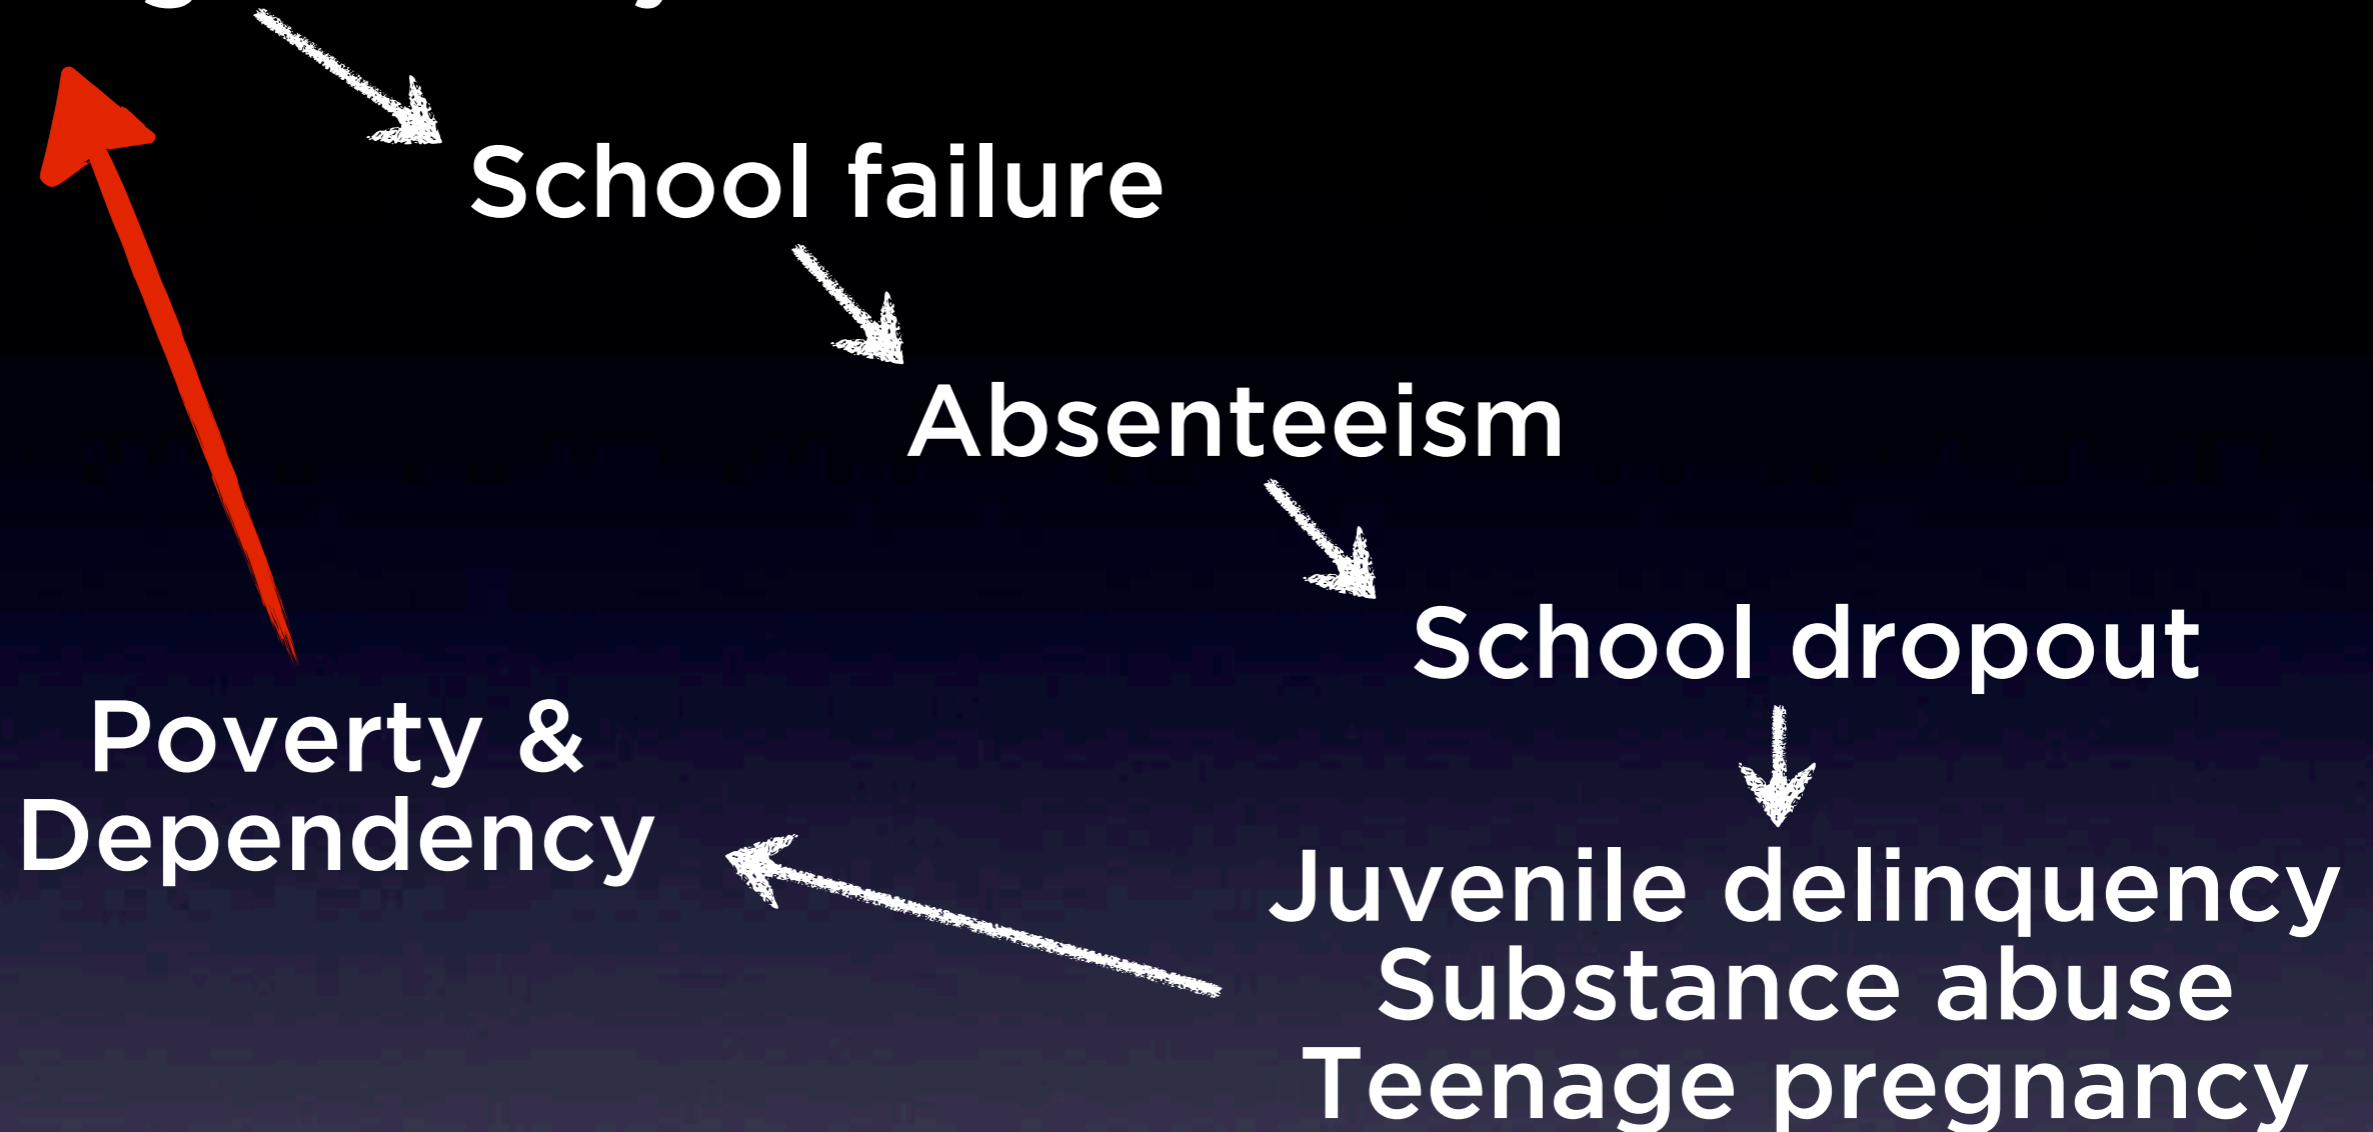 School failure
Absenteeism
School dropout
Poverty &
Dependency
Juvenile delinquency
Substance abuse
Teenage pregnancy